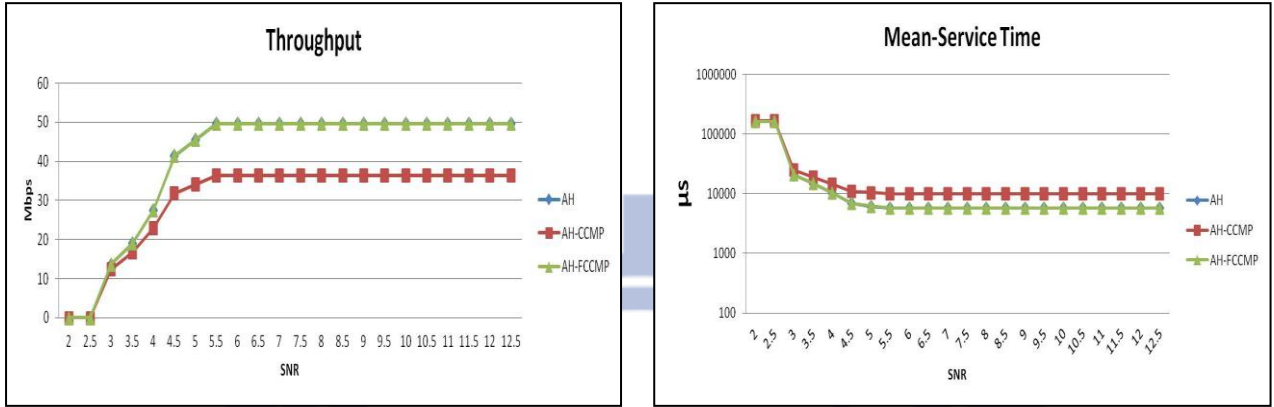 Throughput
60
50
40
30
20
10
0
Mbps
2 2.5 3 3.5 4 4.5 5 5.5 6 6.5 7 7.5 8 8.5 9 9.5 10 10.5 11 11.5 12 12.5
SNR
AH
AH-CCMP
AH-FCCMP
Mean-Service Time
1000000
100000
10000
1000
100
µs
2 2.5 3 3.5 4 4.5 5 5.5 6 6.5 7 7.5 8 8.5 9 9.5 10 10.5 11 11.5 12 12.5
SNR
AH
AH-CCMP
AH-FCCMP